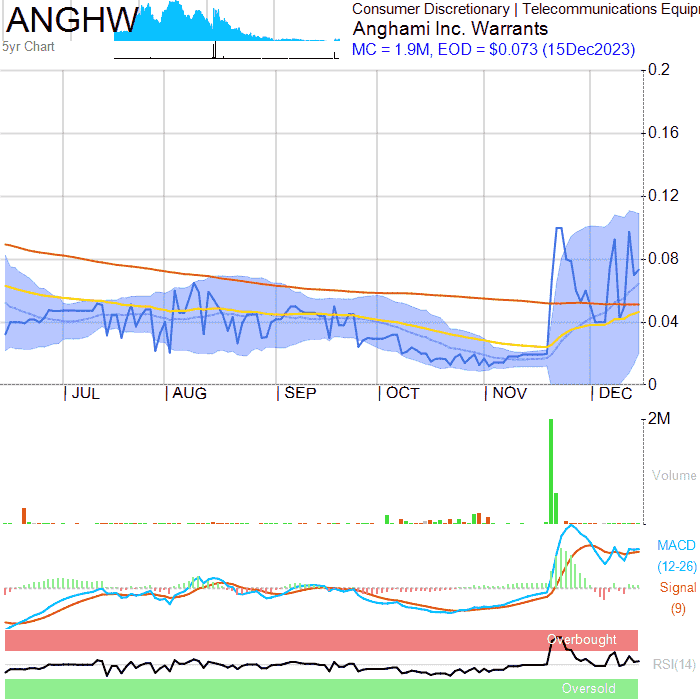 ANGHW
5yr Chart
Consumer Discretionary | Telecommunications Equip
Anghami Inc. Warrants
MC = 1.9M, EOD = $0.073 (15Dec2023)
0.2
0.16
0.12
0.08
0.04
0
JUL AUG SEP OCT NOV DEC
2M
Volume
MACD
(12-26)
Signal
(9)
Overbought
RSI(14)
Oversold